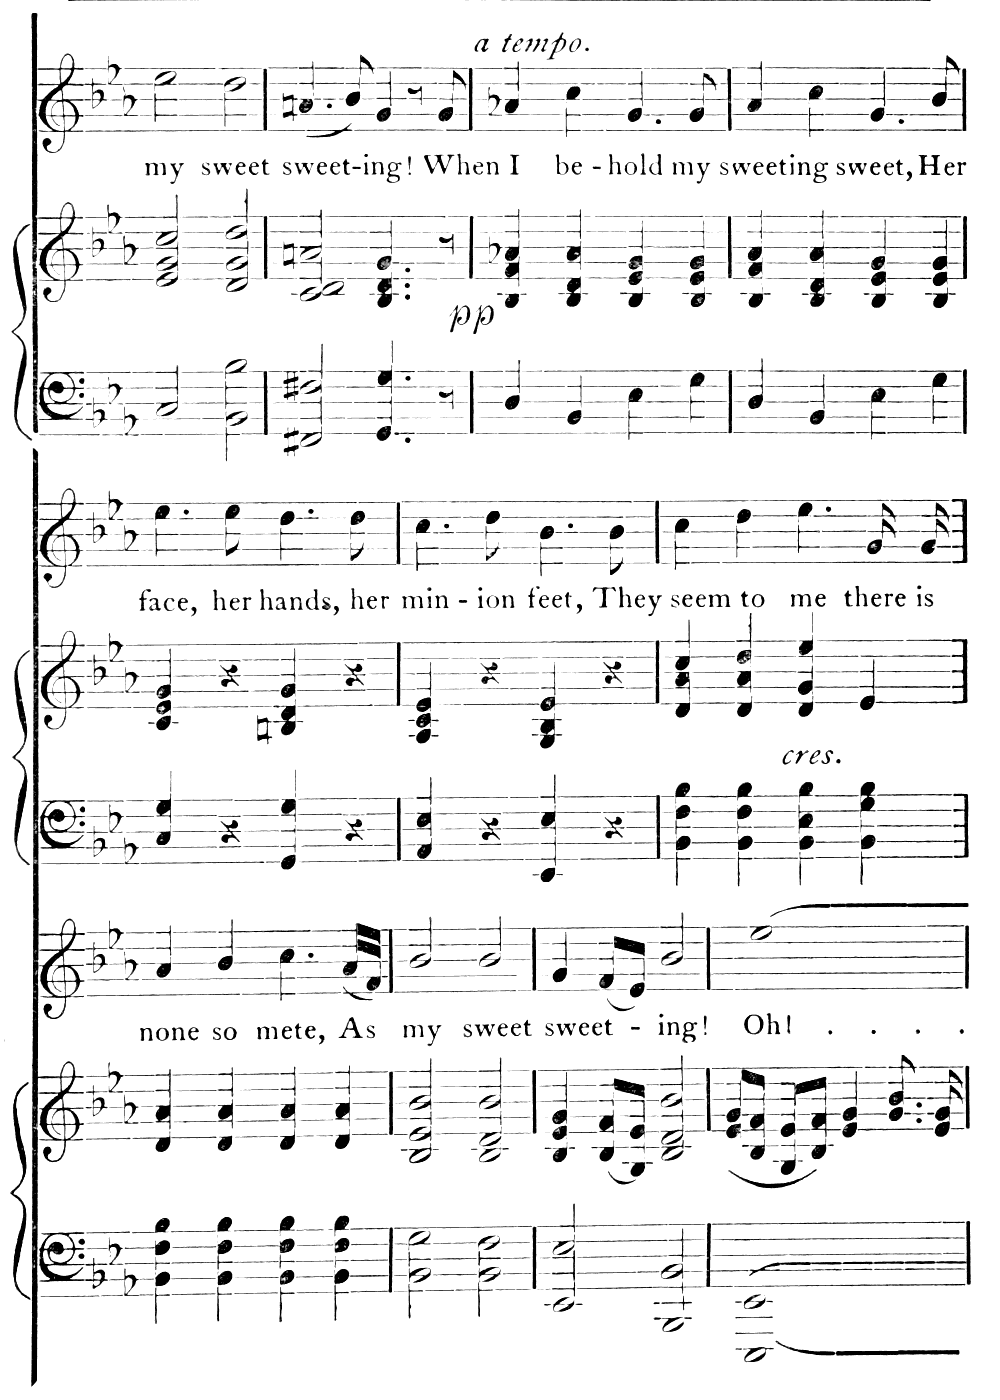 a tempo.
my sweet sweet-ing! When I be - hold my sweeting sweet, Her
pp
face, her hands, her min - ion feet, They seem to me there is
cres.
none so mete, As my sweet sweet - ing! Oh! . . . .